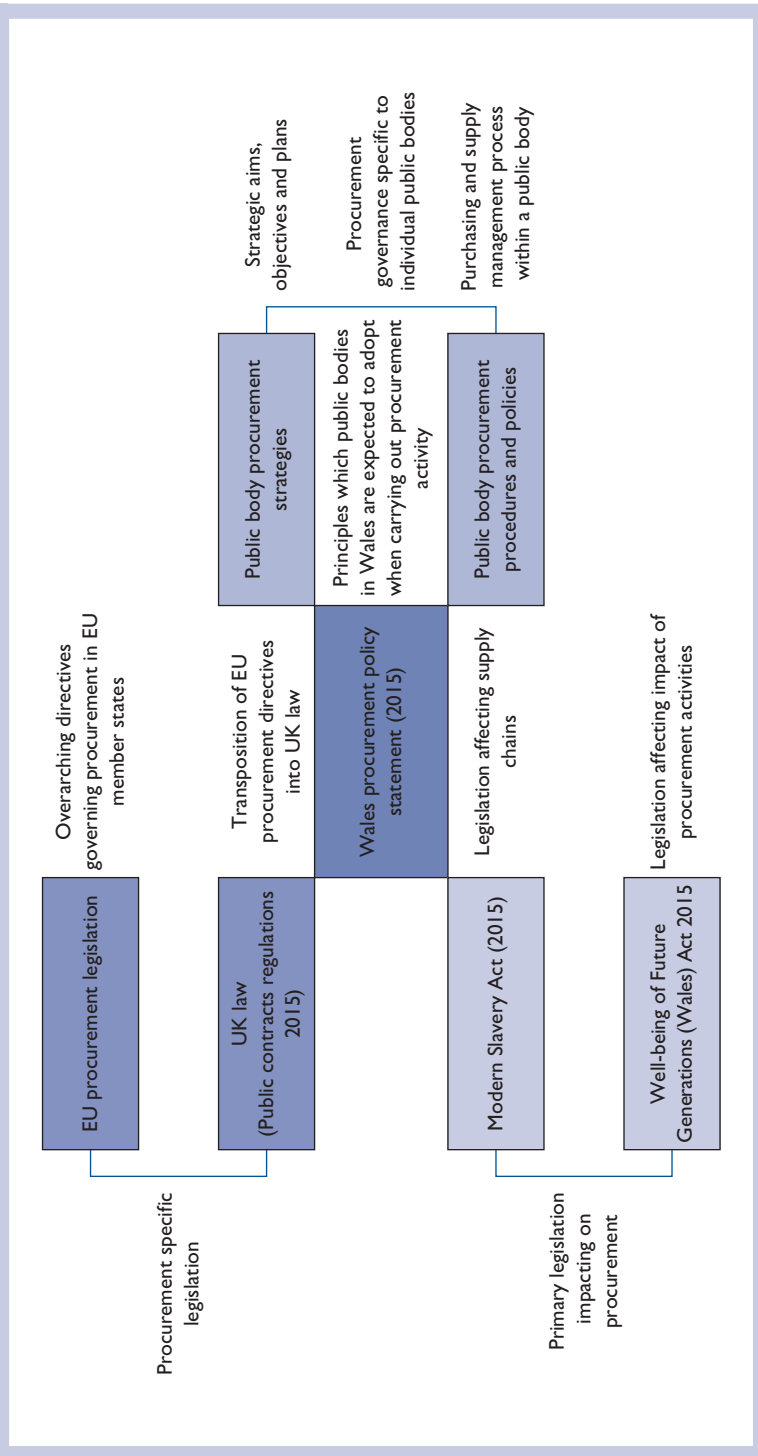 Procurement specific
legislation
EU procurement legislation
Overarching directives
governing procurement in EU
member states
UK law
(Public contracts regulations
2015)
Transposition of EU
procurement directives
into UK law
Public body procurement
strategies
Strategic aims,
objectives and plans
Wales procurement policy
statement (2015)
Principles which public bodies
in Wales are expected to adopt
when carrying out procurement
activity
Procurement
governance specific to
individual public bodies
Primary legislation
impacting on
procurement
Modern Slavery Act (2015)
Legislation affecting supply
chains
Public body procurement
procedures and policies
Purchasing and supply
management process
within a public body
Well-being of Future
Generations (Wales) Act 2015
Legislation affecting impact of
procurement activities